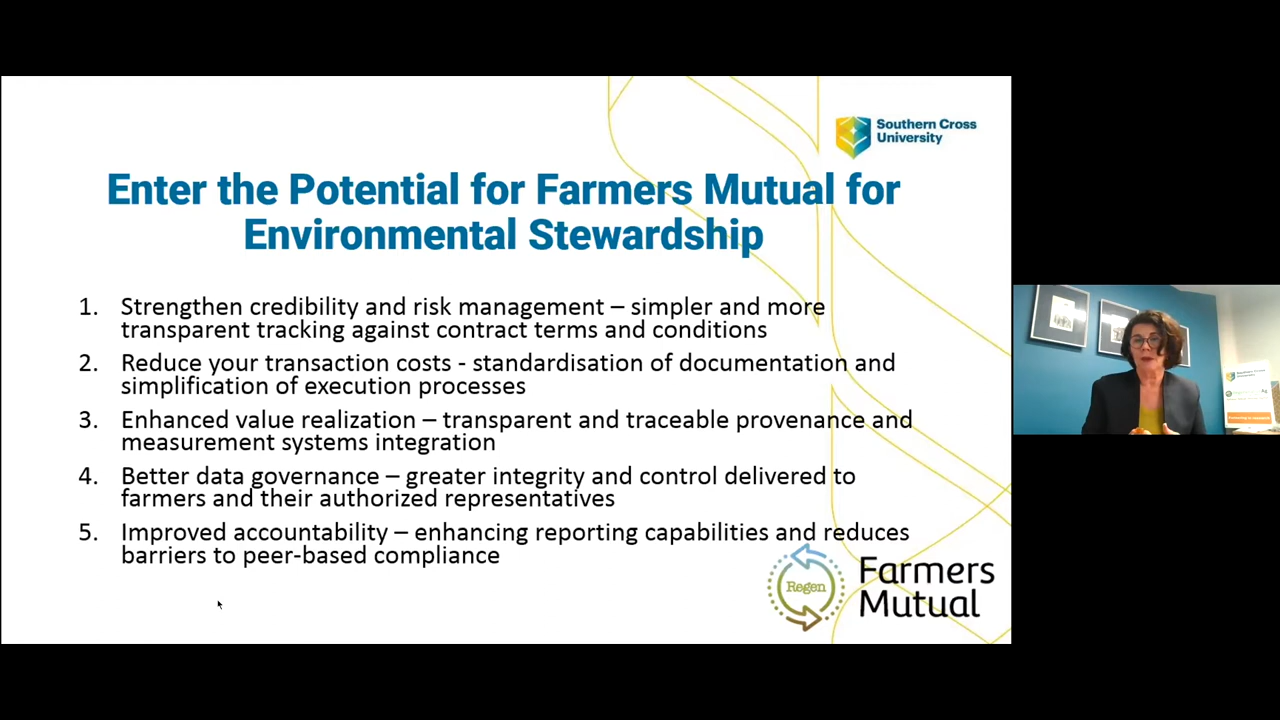 Southern Cross
University
Enter the Potential for Farmers Mutual for
Environmental Stewardship
1. Strengthen credibility and risk management – simpler and more
transparent tracking against contract terms and conditions
2. Reduce your transaction costs - standardisation of documentation and
simplification of execution processes
3. Enhanced value realization – transparent and traceable provenance and
measurement systems integration
4. Better data governance – greater integrity and control delivered to
farmers and their authorized representatives
5. Improved accountability – enhancing reporting capabilities and reduces
barriers to peer-based compliance
Regen
Farmers
Mutual
Southern Cross
University